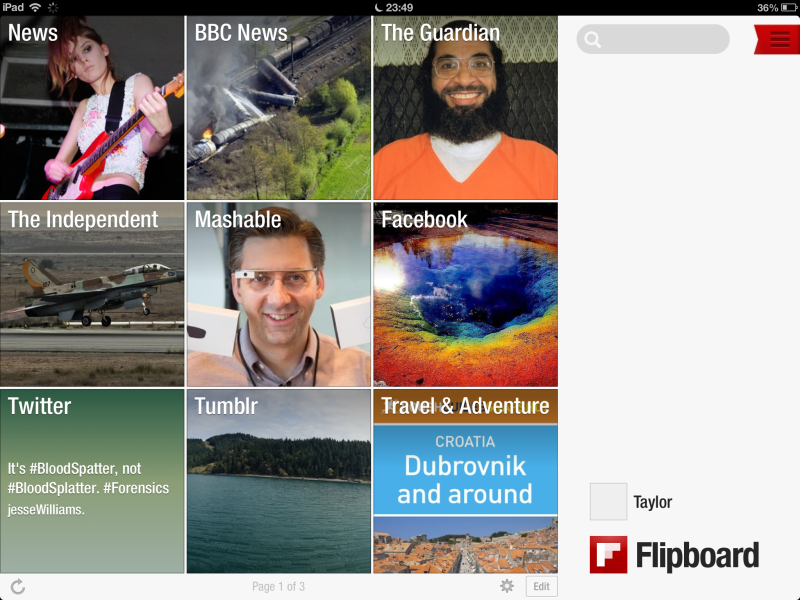 iPad
23:49
36%
News
BBC News
The Guardian
The Independent
Mashable
Facebook
Twitter
It's #BloodSpatter, not
#BloodSplatter. #Forensics
jesseWilliams.
Tumblr
Travel & Adventure
CROATIA
Dubrovnik
and around
Taylor
Flipboard
Page 1 of 3
Edit